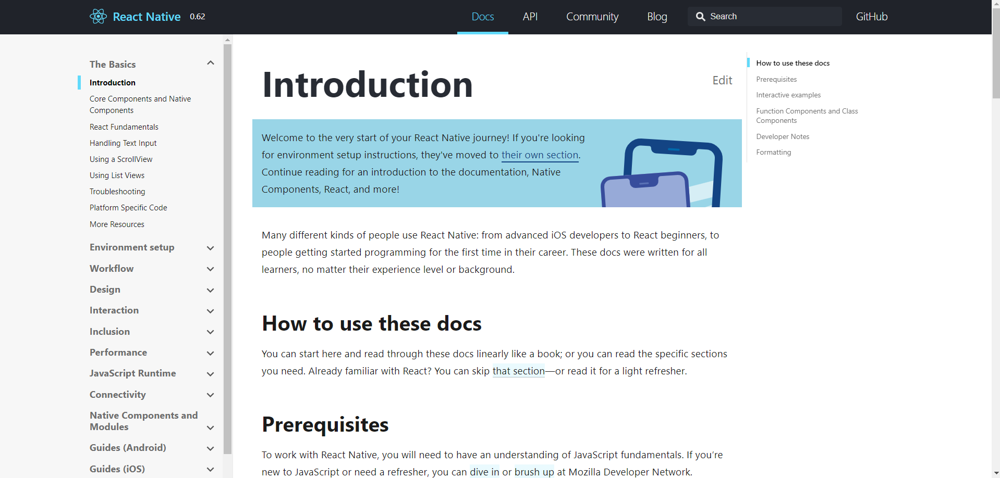 React Native 0.62 Docs API Community Blog Search GitHub
The Basics
Introduction
Core Components and Native
Components
React Fundamentals
Handling Text Input
Using a ScrollView
Using List Views
Troubleshooting
Platform Specific Code
More Resources
Environment setup
Workflow
Design
Interaction
Inclusion
Performance
JavaScript Runtime
Connectivity
Native Components and
Modules
Guides (Android)
Guides (iOS)
Introduction
Edit
Welcome to the very start of your React Native journey! If you're looking
for environment setup instructions, they've moved to their own section.
Continue reading for an introduction to the documentation, Native
Components, React, and more!
Many different kinds of people use React Native: from advanced iOS developers to React beginners, to
people getting started programming for the first time in their career. These docs were written for all
learners, no matter their experience level or background.
How to use these docs
You can start here and read through these docs linearly like a book; or you can read the specific sections
you need. Already familiar with React? You can skip that section—or read it for a light refresher.
Prerequisites
To work with React Native, you will need to have an understanding of JavaScript fundamentals. If you’re
new to JavaScript or need a refresher, you can dive in or brush up at Mozilla Developer Network.
How to use these docs
Prerequisites
Interactive examples
Function Components and Class
Components
Developer Notes
Formatting